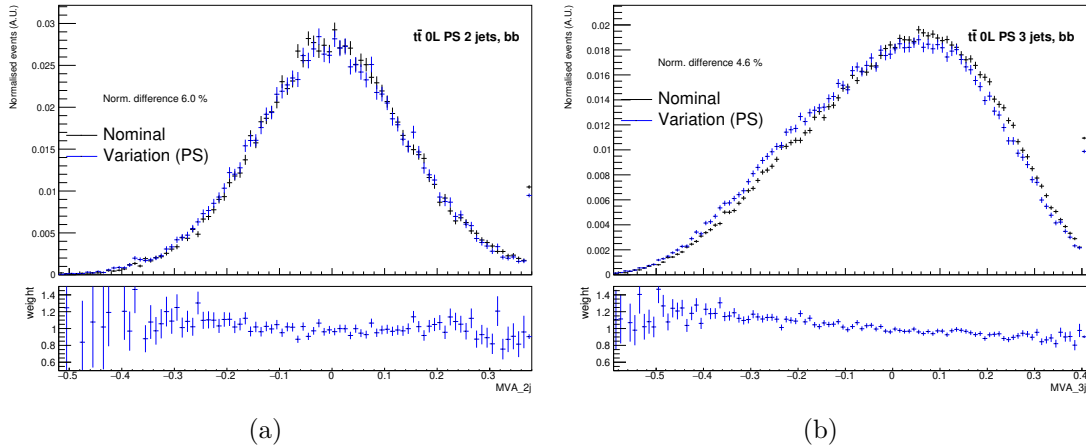 Normalised events (A.U.)
0.03
0.025
0.02
0.015
0.01
0.005
0
tt̄ 0L PS 2 jets, bb
Norm. difference 6.0 %
Nominal
Variation (PS)
weight
1.4
1.2
1
0.8
0.6
−0.5 −0.4 −0.3 −0.2 −0.1 0 0.1 0.2 0.3
MVA_2j
(a)
Normalised events (A.U.)
0.02
0.018
0.016
0.014
0.012
0.01
0.008
0.006
0.004
0.002
0
tt̄ 0L PS 3 jets, bb
Norm. difference 4.6 %
Nominal
Variation (PS)
weight
1.4
1.2
1
0.8
0.6
−0.5 −0.4 −0.3 −0.2 −0.1 0 0.1 0.2 0.3 0.4
MVA_3j
(b)